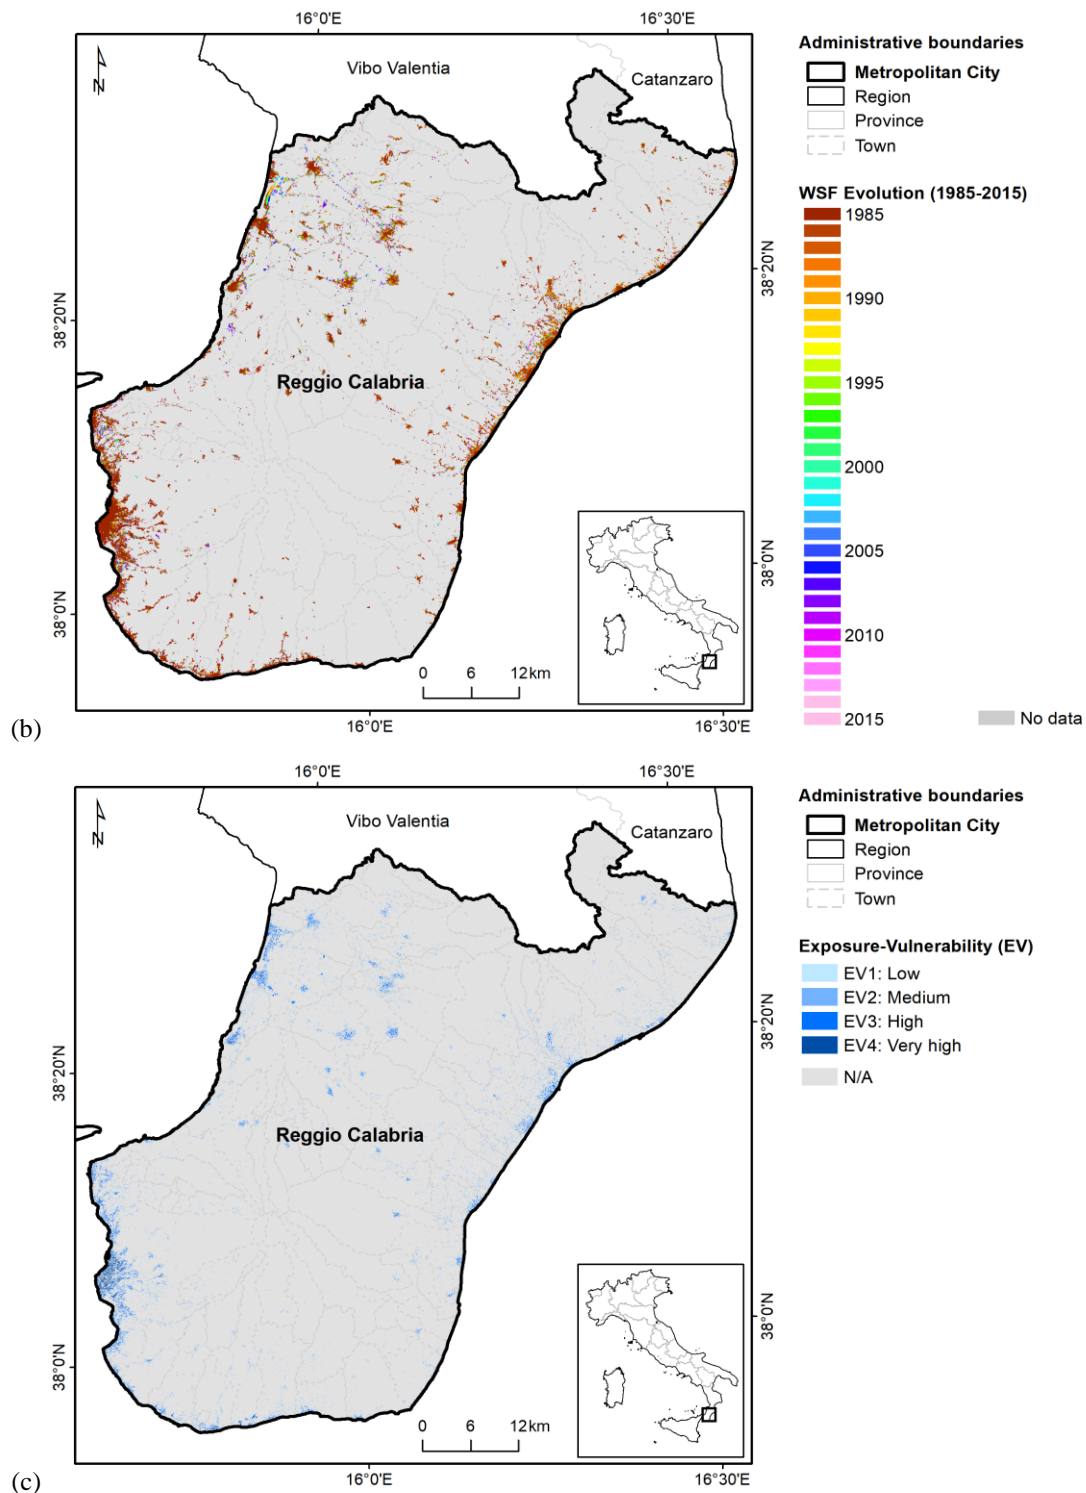 16°0'E
16°30'E
Vibo Valentia
Catanzaro
N
Reggio Calabria
38°20'N
38°20'N
38°0'N
38°0'N
0 6 12km
16°0'E
16°30'E
(b)
Administrative boundaries
Metropolitan City
Region
Province
Town
WSF Evolution (1985-2015)
1985
1990
1995
2000
2005
2010
2015
No data
16°0'E
16°30'E
Vibo Valentia
Catanzaro
N
Reggio Calabria
38°20'N
38°20'N
38°0'N
38°0'N
0 6 12km
16°0'E
16°30'E
(c)
Administrative boundaries
Metropolitan City
Region
Province
Town
Exposure-Vulnerability (EV)
EV1: Low
EV2: Medium
EV3: High
EV4: Very high
N/A